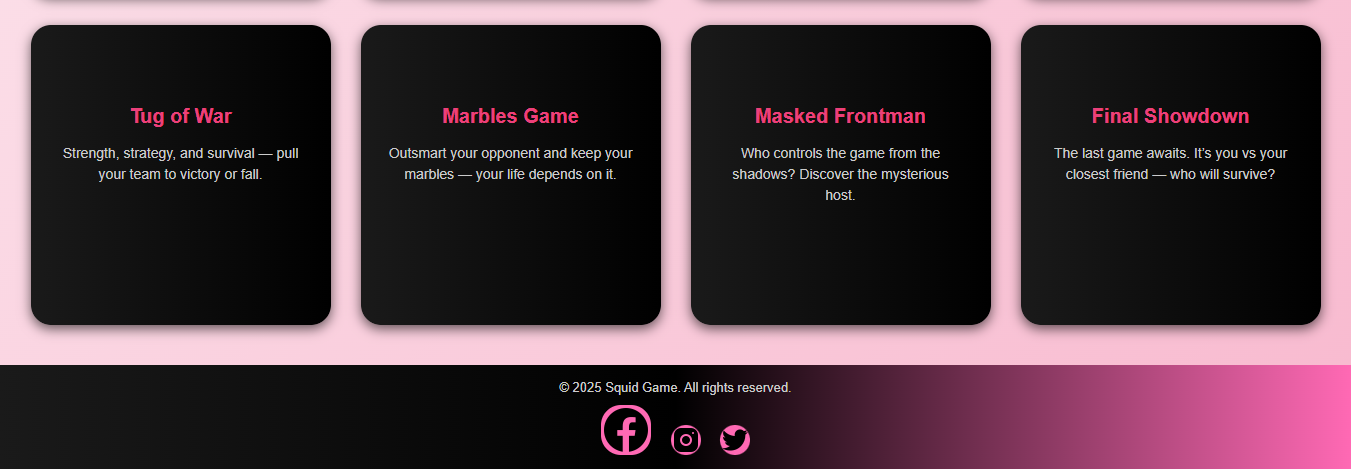 Tug of War
Strength, strategy, and survival — pull
your team to victory or fall.
Marbles Game
Outsmart your opponent and keep your
marbles — your life depends on it.
Masked Frontman
Who controls the game from the
shadows? Discover the mysterious
host.
Final Showdown
The last game awaits. It’s you vs your
closest friend — who will survive?
© 2025 Squid Game. All rights reserved.